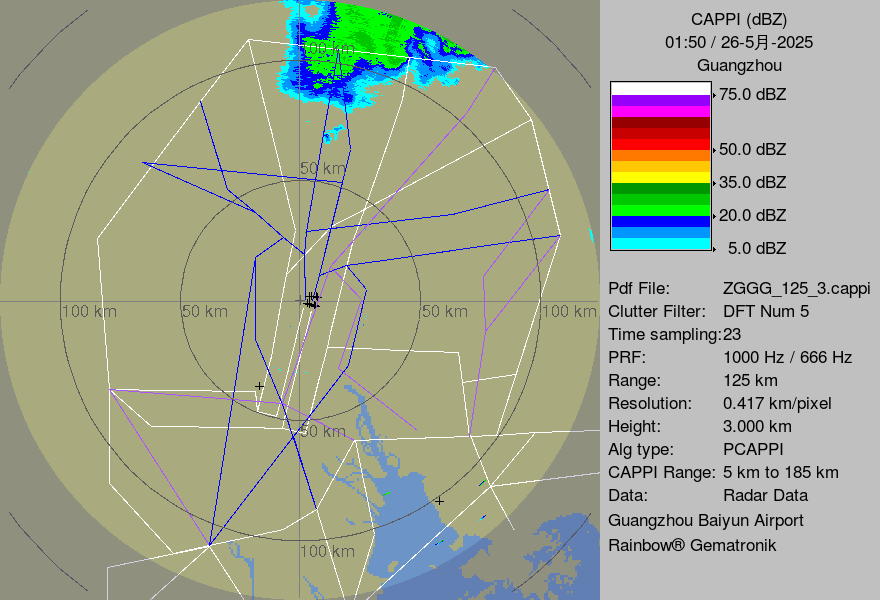 CAPPI (dBZ)
01:50 / 26-5月-2025
Guangzhou
75.0 dBZ
50.0 dBZ
35.0 dBZ
20.0 dBZ
5.0 dBZ
100 km
50 km
100 km
50 km
50 km
100 km
50 km
100 km
Pdf File: ZGGG_125_3.cappi
Clutter Filter: DFT Num 5
Time sampling:23
PRF: 1000 Hz / 666 Hz
Range: 125 km
Resolution: 0.417 km/pixel
Height: 3.000 km
Alg type: PCAPPI
CAPPI Range: 5 km to 185 km
Data: Radar Data
Guangzhou Baiyun Airport
Rainbow® Gematronik